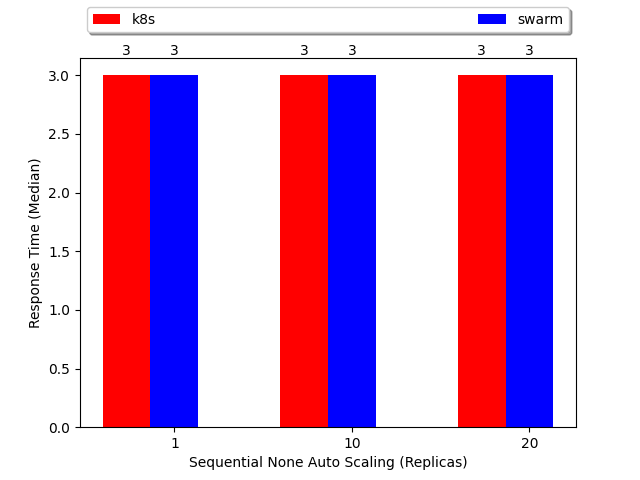 k8s swarm
3 3 3 3 3 3
3.0
2.5
2.0
1.5
1.0
0.5
0.0
Response Time (Median)
1 10 20
Sequential None Auto Scaling (Replicas)